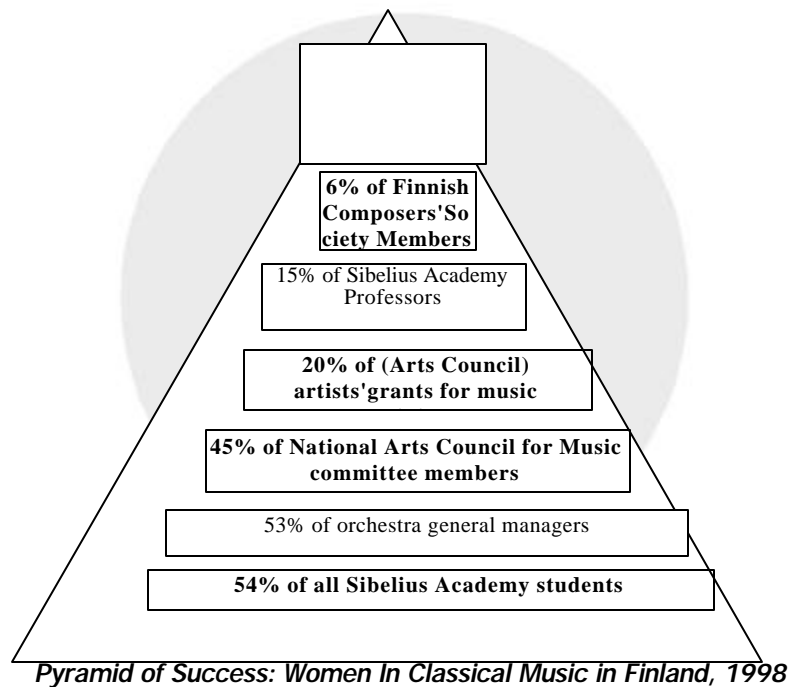 6% of Finnish
Composers'So
ciety Members
15% of Sibelius Academy
Professors
20% of (Arts Council)
artists'grants for music
45% of National Arts Council for Music
committee members
53% of orchestra general managers
54% of all Sibelius Academy students
Pyramid of Success: Women In Classical Music in Finland, 1998